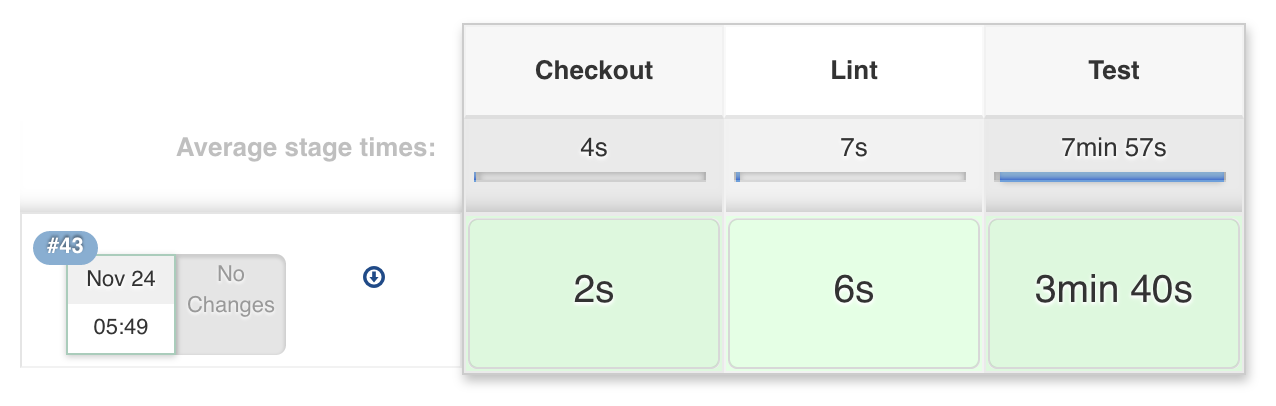 Checkout
Lint
Test
Average stage times:
4s
7s
7min 57s
#43
Nov 24
05:49
No
Changes
2s
6s
3min 40s